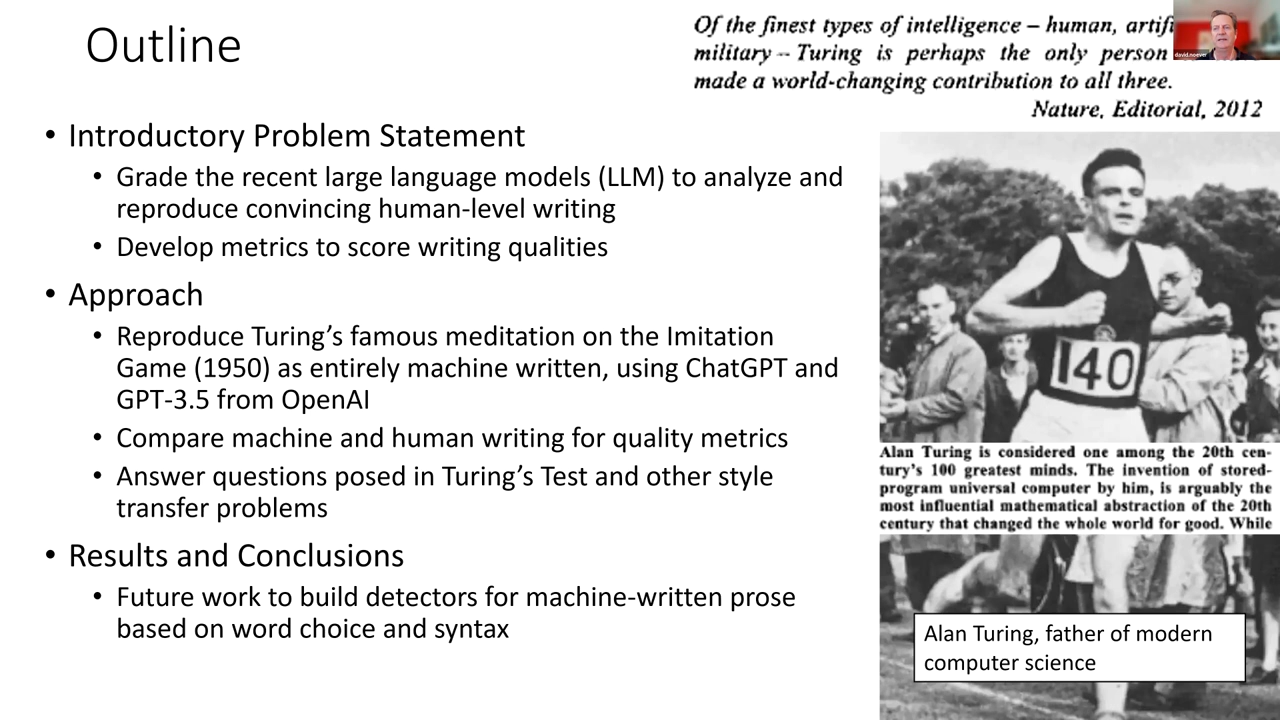 Outline
Of the finest types of intelligence – human, artifi
military -- Turing is perhaps the only person
made a world-changing contribution to all three.
Nature, Editorial, 2012
david.noever
• Introductory Problem Statement
• Grade the recent large language models (LLM) to analyze and
reproduce convincing human-level writing
• Develop metrics to score writing qualities
• Approach
• Reproduce Turing’s famous meditation on the Imitation
Game (1950) as entirely machine written, using ChatGPT and
GPT-3.5 from OpenAI
• Compare machine and human writing for quality metrics
• Answer questions posed in Turing’s Test and other style
transfer problems
• Results and Conclusions
• Future work to build detectors for machine-written prose
based on word choice and syntax
140
Alan Turing is considered one among the 20th cen-
tury’s 100 greatest minds. The invention of stored-
program universal computer by him, is arguably the
most influential mathematical abstraction of the 20th
century that changed the whole world for good. While
Alan Turing, father of modern
computer science